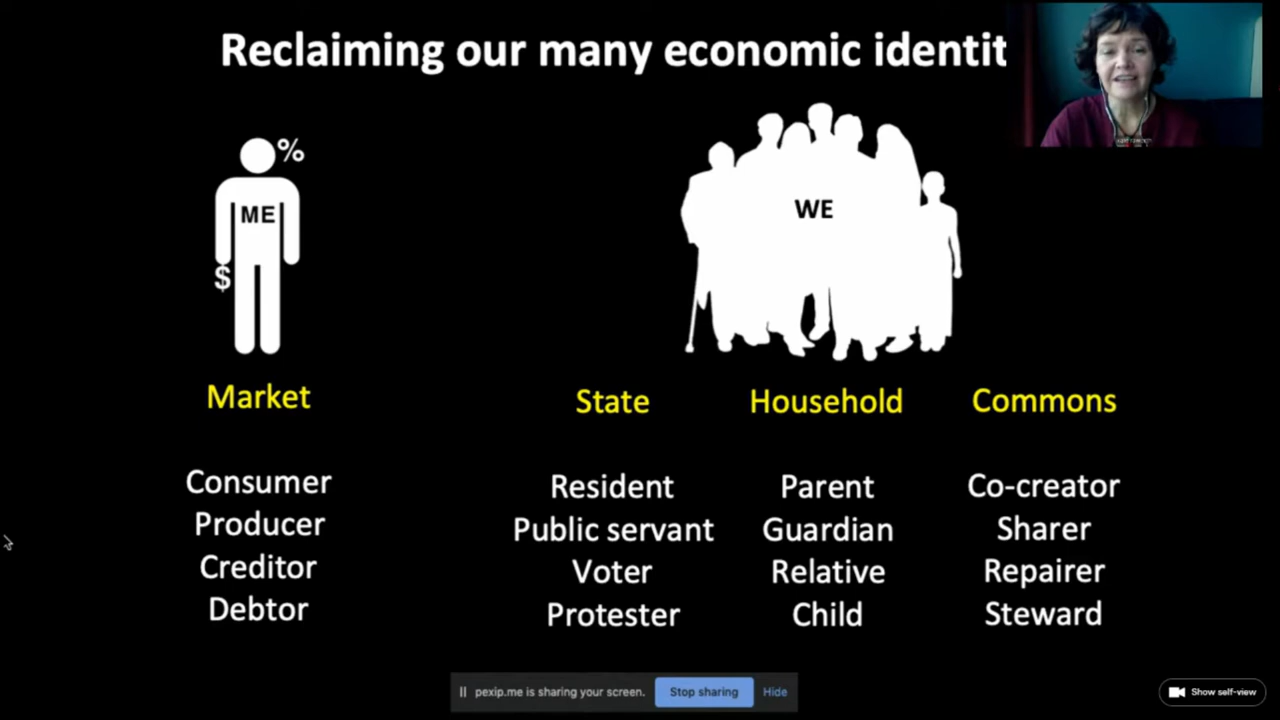 Reclaiming our many economic identit
%
ME
$
WE
Market
Consumer
Producer
Creditor
Debtor
State
Resident
Public servant
Voter
Protester
Household
Parent
Guardian
Relative
Child
Commons
Co-creator
Sharer
Repairer
Steward
pexip.me is sharing your screen.
Stop sharing
Hide
Show self-view